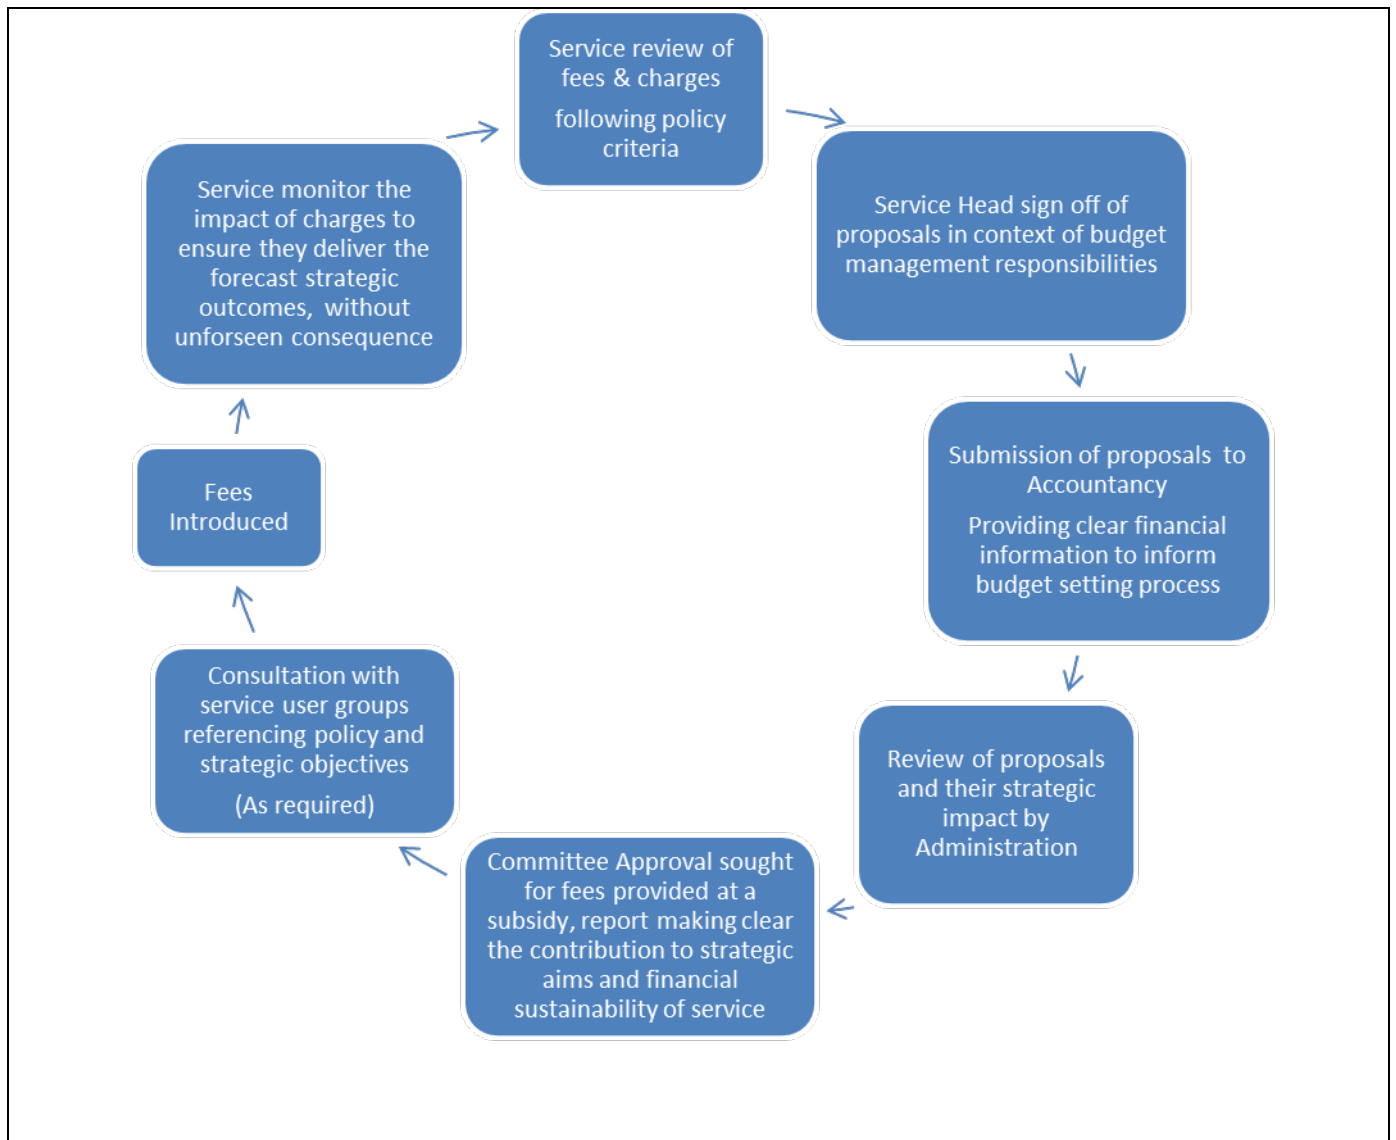 Service review of
fees & charges
following policy
criteria
Service Head sign off of
proposals in context of budget
management responsibilities
Submission of proposals to
Accountancy
Providing clear financial
information to inform
budget setting process
Review of proposals
and their strategic
impact by
Administration
Committee Approval sought
for fees provided at a
subsidy, report making clear
the contribution to strategic
aims and financial
sustainability of service
Consultation with
service user groups
referencing policy and
strategic objectives
(As required)
Fees
Introduced
Service monitor the
impact of charges to
ensure they deliver the
forecast strategic
outcomes, without
unforseen consequence